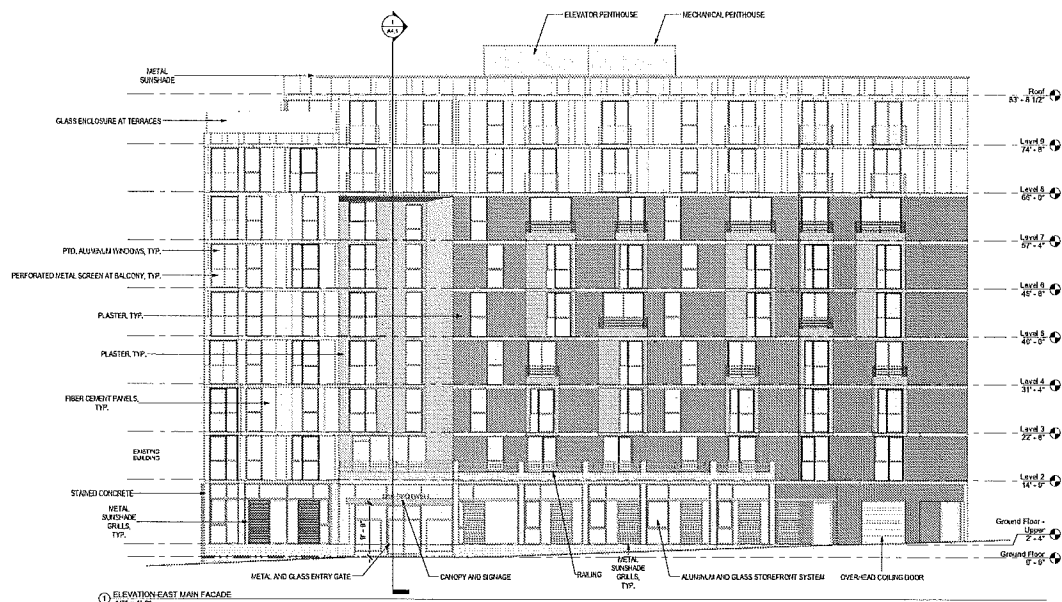 1
A4.1
ELEVATOR PENTHOUSE
MECHANICAL PENTHOUSE
METAL
SUNSHADE
GLASS ENCLOSURE AT TERRACES
PTD. ALUMINUM WINDOWS, TYP.
PERFORATED METAL SCREEN AT BALCONY, TYP.
PLASTER, TYP.
PLASTER, TYP.
FIBER CEMENT PANELS,
TYP.
EXISTING
BUILDING
STAINED CONCRETE
METAL
SUNSHADE
GRILLS,
TYP.
Roof
83' - 8 1/2"
Level 9
74' - 8"
Level 8
66' - 0"
Level 7
57' - 4"
Level 6
48' - 8"
Level 5
40' - 0"
Level 4
31' - 4"
Level 3
22' - 8"
Level 2
14' - 0"
Ground Floor -
Upper
2' - 4"
Ground Floor
0' - 0"
METAL AND GLASS ENTRY GATE
CANOPY AND SIGNAGE
RAILING
METAL
SUNSHADE
GRILLS,
TYP.
ALUMINUM AND GLASS STOREFRONT SYSTEM
OVERHEAD COILING DOOR
1 ELEVATION-EAST MAIN FACADE